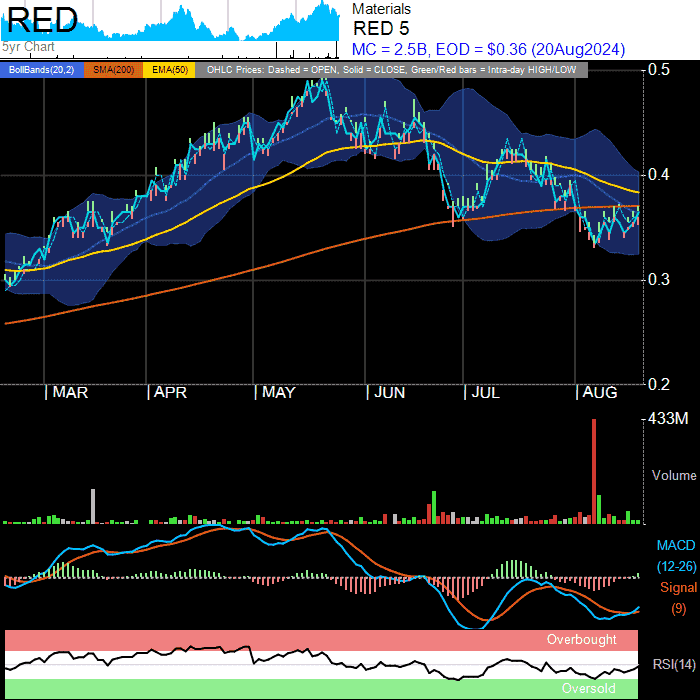 RED
5yr Chart
Materials
RED 5
MC = 2.5B, EOD = $0.36 (20Aug2024)
BollBands(20,2) SMA(200) EMA(50) OHLC Prices: Dashed = OPEN, Solid = CLOSE, Green/Red bars = Intra-day HIGH/LOW
0.5
0.4
0.3
0.2
| MAR | APR | MAY | JUN | JUL | AUG
433M
Volume
MACD
(12-26)
Signal
(9)
Overbought
RSI(14)
Oversold